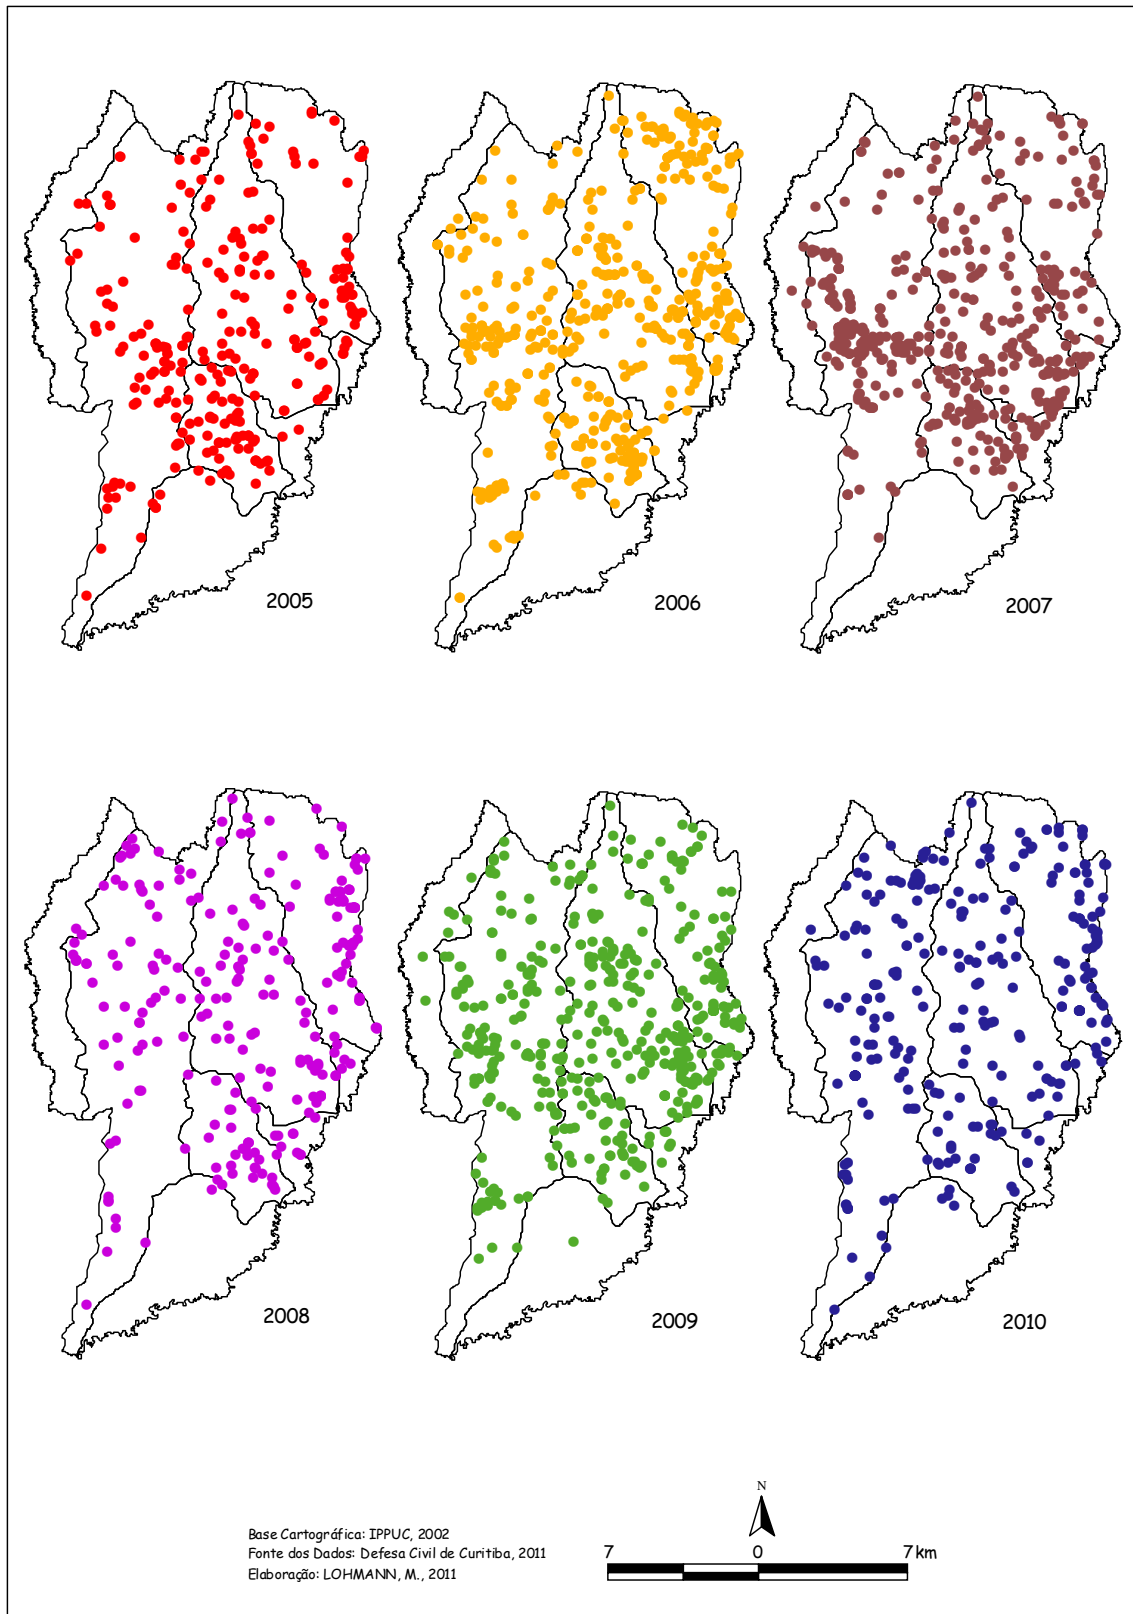 2005
2006
2007
2008
2009
2010
N
Base Cartográfica: IPPUC, 2002
Fonte dos Dados: Defesa Civil de Curitiba, 2011
Elaboração: LOHMANN, M., 2011
7 0 7 km